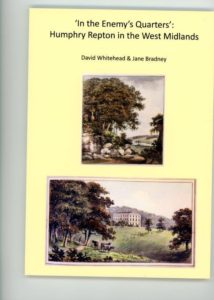 ‘In the Enemy’s Quarters’:
Humphry Repton in the West Midlands
David Whitehead & Jane Bradney